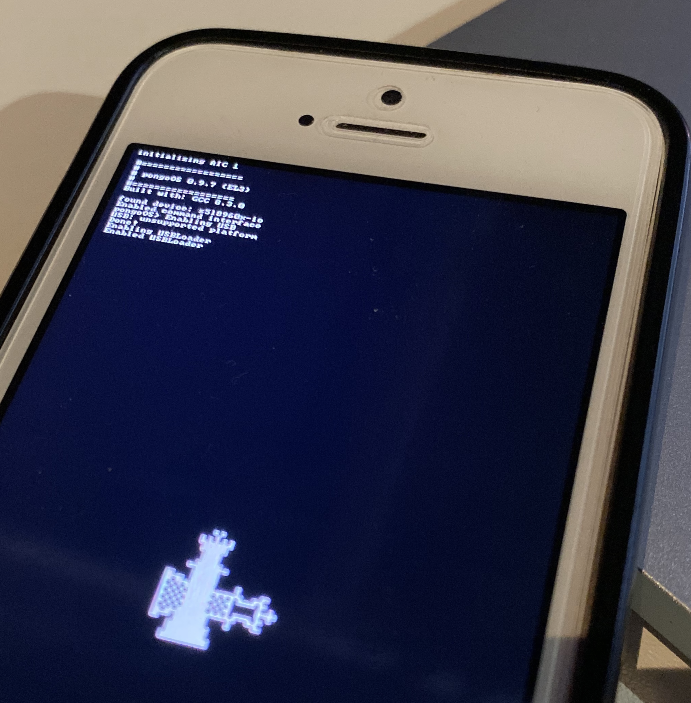 Initializing AIC 1
#==================
#
# pongoOS 0.9.7 (EL3)
#
#==================
Built with: GCC 6.3.0
found device: s5l8960x-io
Enabled command interface
pongoOS: Enabling USB
USB: unsupported platform
Done!
Enabling USBLoader
Enabled USBLoader